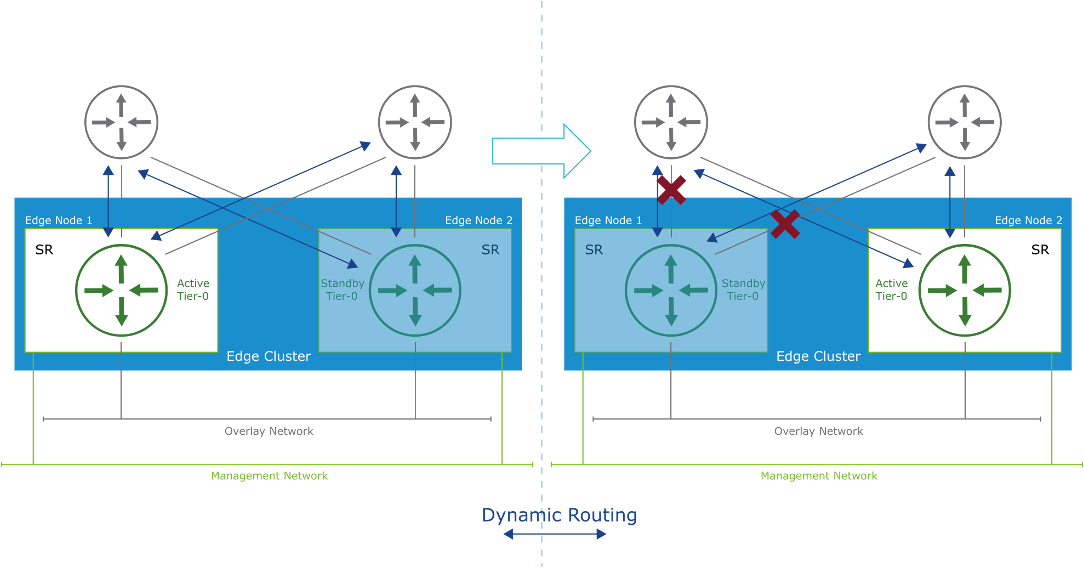 Edge Node 1
Edge Node 2
SR
SR
Active
Tier-0
Standby
Tier-0
Edge Cluster
Overlay Network
Management Network
Edge Node 1
Edge Node 2
SR
SR
Standby
Tier-0
Active
Tier-0
Edge Cluster
Overlay Network
Management Network
Dynamic Routing